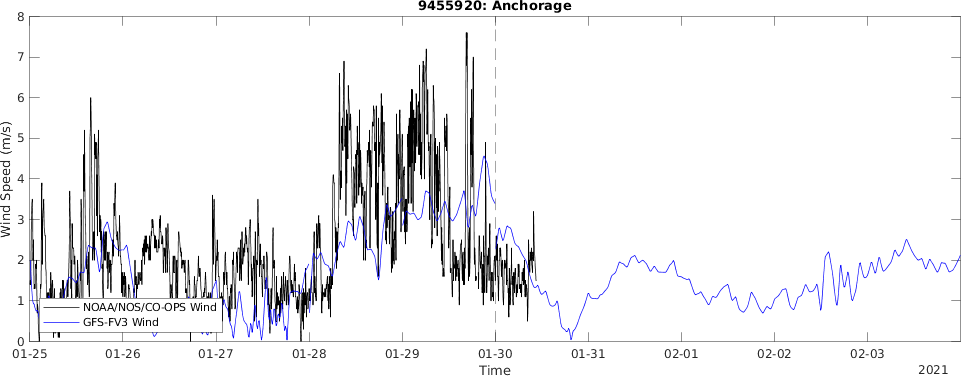 9455920: Anchorage
8
7
6
5
4
3
2
1
0
Wind Speed (m/s)
NOAA/NOS/CO-OPS Wind
GFS-FV3 Wind
01-25 01-26 01-27 01-28 01-29 01-30 01-31 02-01 02-02 02-03
Time
2021